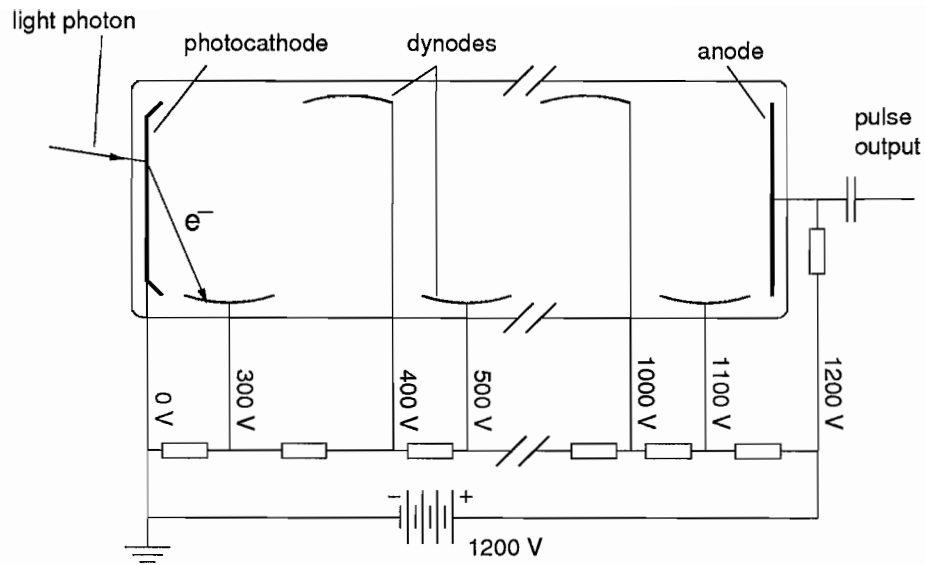 light photon
photocathode
dynodes
anode
pulse
output
e⁻
0 V
300 V
400 V
500 V
1000 V
1100 V
1200 V
− +
1200 V